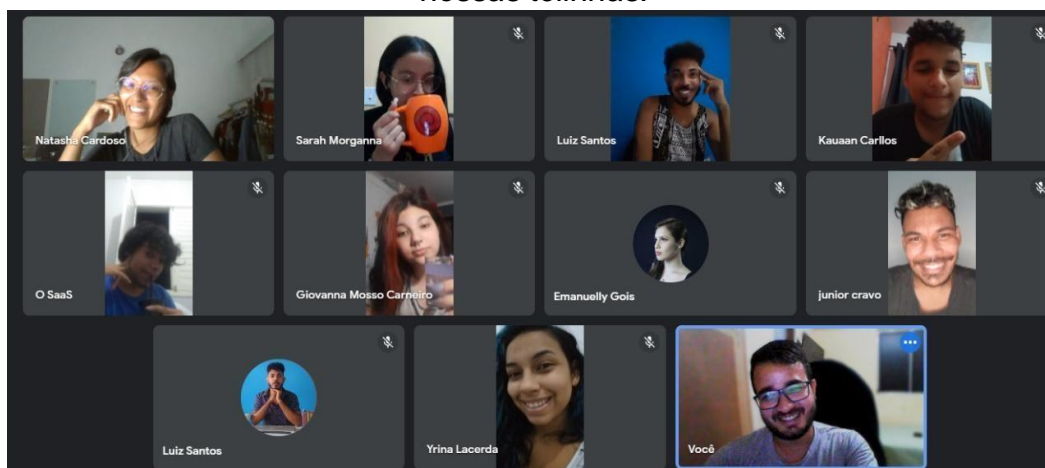 Natasha Cardoso
Sarah Morganna
Luiz Santos
Kauaan Carllos
O SaaS
Giovanna Mosso Carneiro
Emanuelly Gois
junior cravo
Luiz Santos
Yrina Lacerda
Você